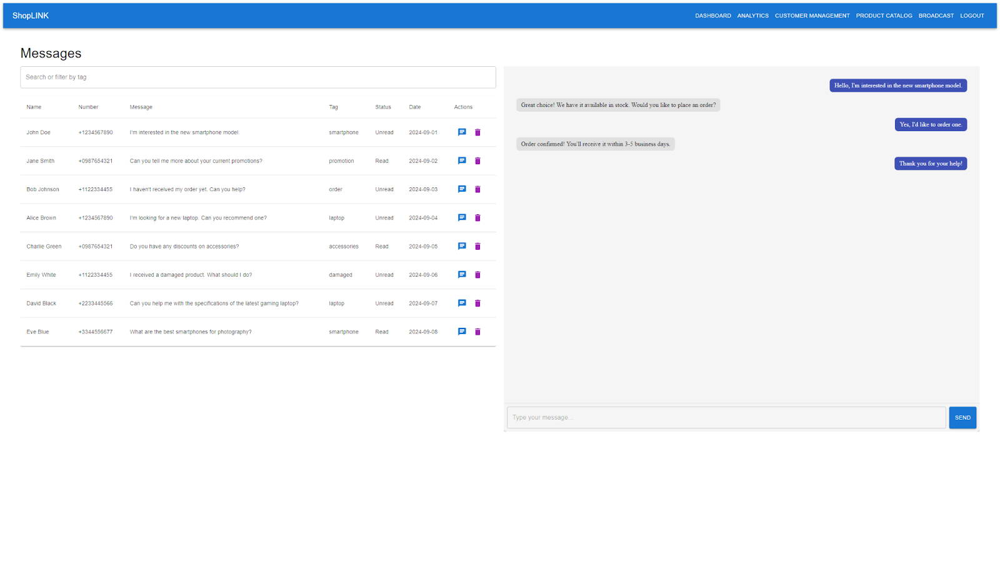 ShopLINK DASHBOARD ANALYTICS CUSTOMER MANAGEMENT PRODUCT CATALOG BROADCAST LOGOUT
Messages
Search or filter by tag
Name Number Message Tag Status Date Actions
John Doe +1234567890 I'm interested in the new smartphone model. smartphone Unread 2024-09-01
Jane Smith +0987654321 Can you tell me more about your current promotions? promotion Read 2024-09-02
Bob Johnson +1122334455 I haven't received my order yet. Can you help? order Unread 2024-09-03
Alice Brown +1234567890 I'm looking for a new laptop. Can you recommend one? laptop Unread 2024-09-04
Charlie Green +0987654321 Do you have any discounts on accessories? accessories Read 2024-09-05
Emily White +1122334455 I received a damaged product. What should I do? damaged Unread 2024-09-06
David Black +2233445566 Can you help me with the specifications of the latest gaming laptop? laptop Unread 2024-09-07
Eve Blue +3344556677 What are the best smartphones for photography? smartphone Read 2024-09-08
Hello, I'm interested in the new smartphone model.
Great choice! We have it available in stock. Would you like to place an order?
Yes, I'd like to order one.
Order confirmed! You'll receive it within 3-5 business days.
Thank you for your help!
Type your message... SEND